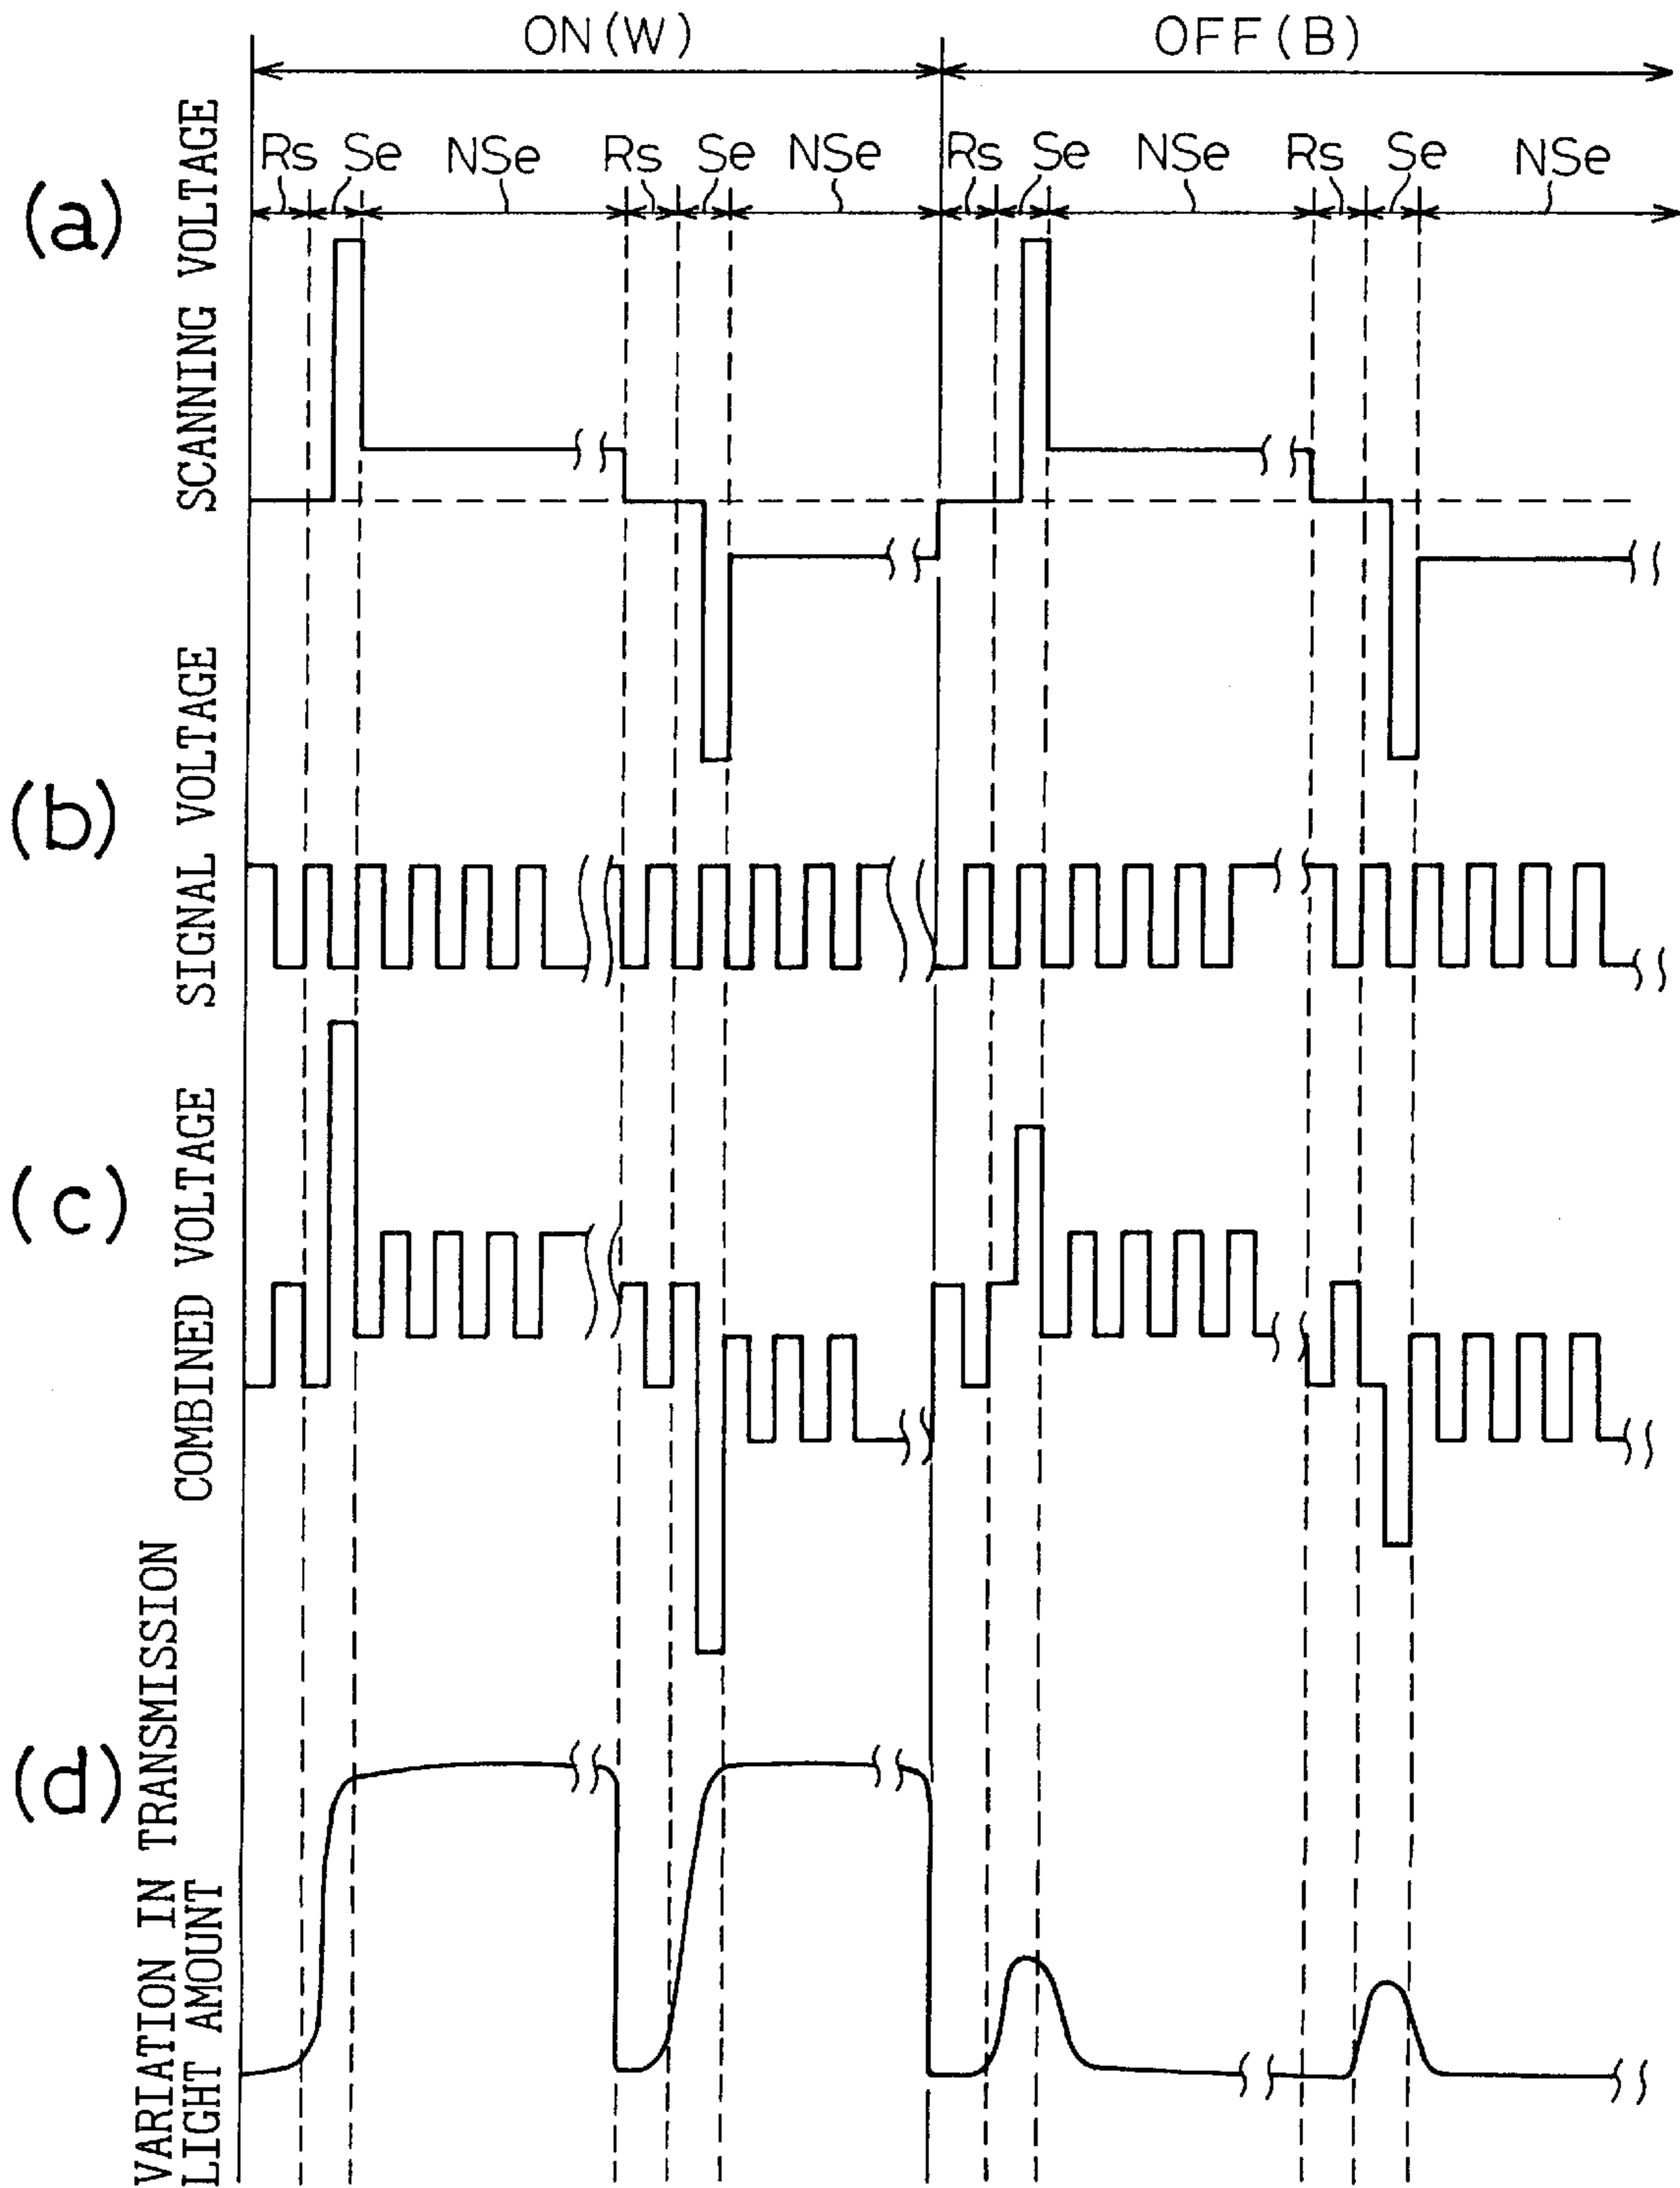 ON(W) OFF(B)
Rs Se NSe Rs Se NSe Rs Se NSe Rs Se NSe
(a) SCANNING VOLTAGE
(b) SIGNAL VOLTAGE
(c) COMBINED VOLTAGE
(d) VARIATION IN TRANSMISSION
LIGHT AMOUNT